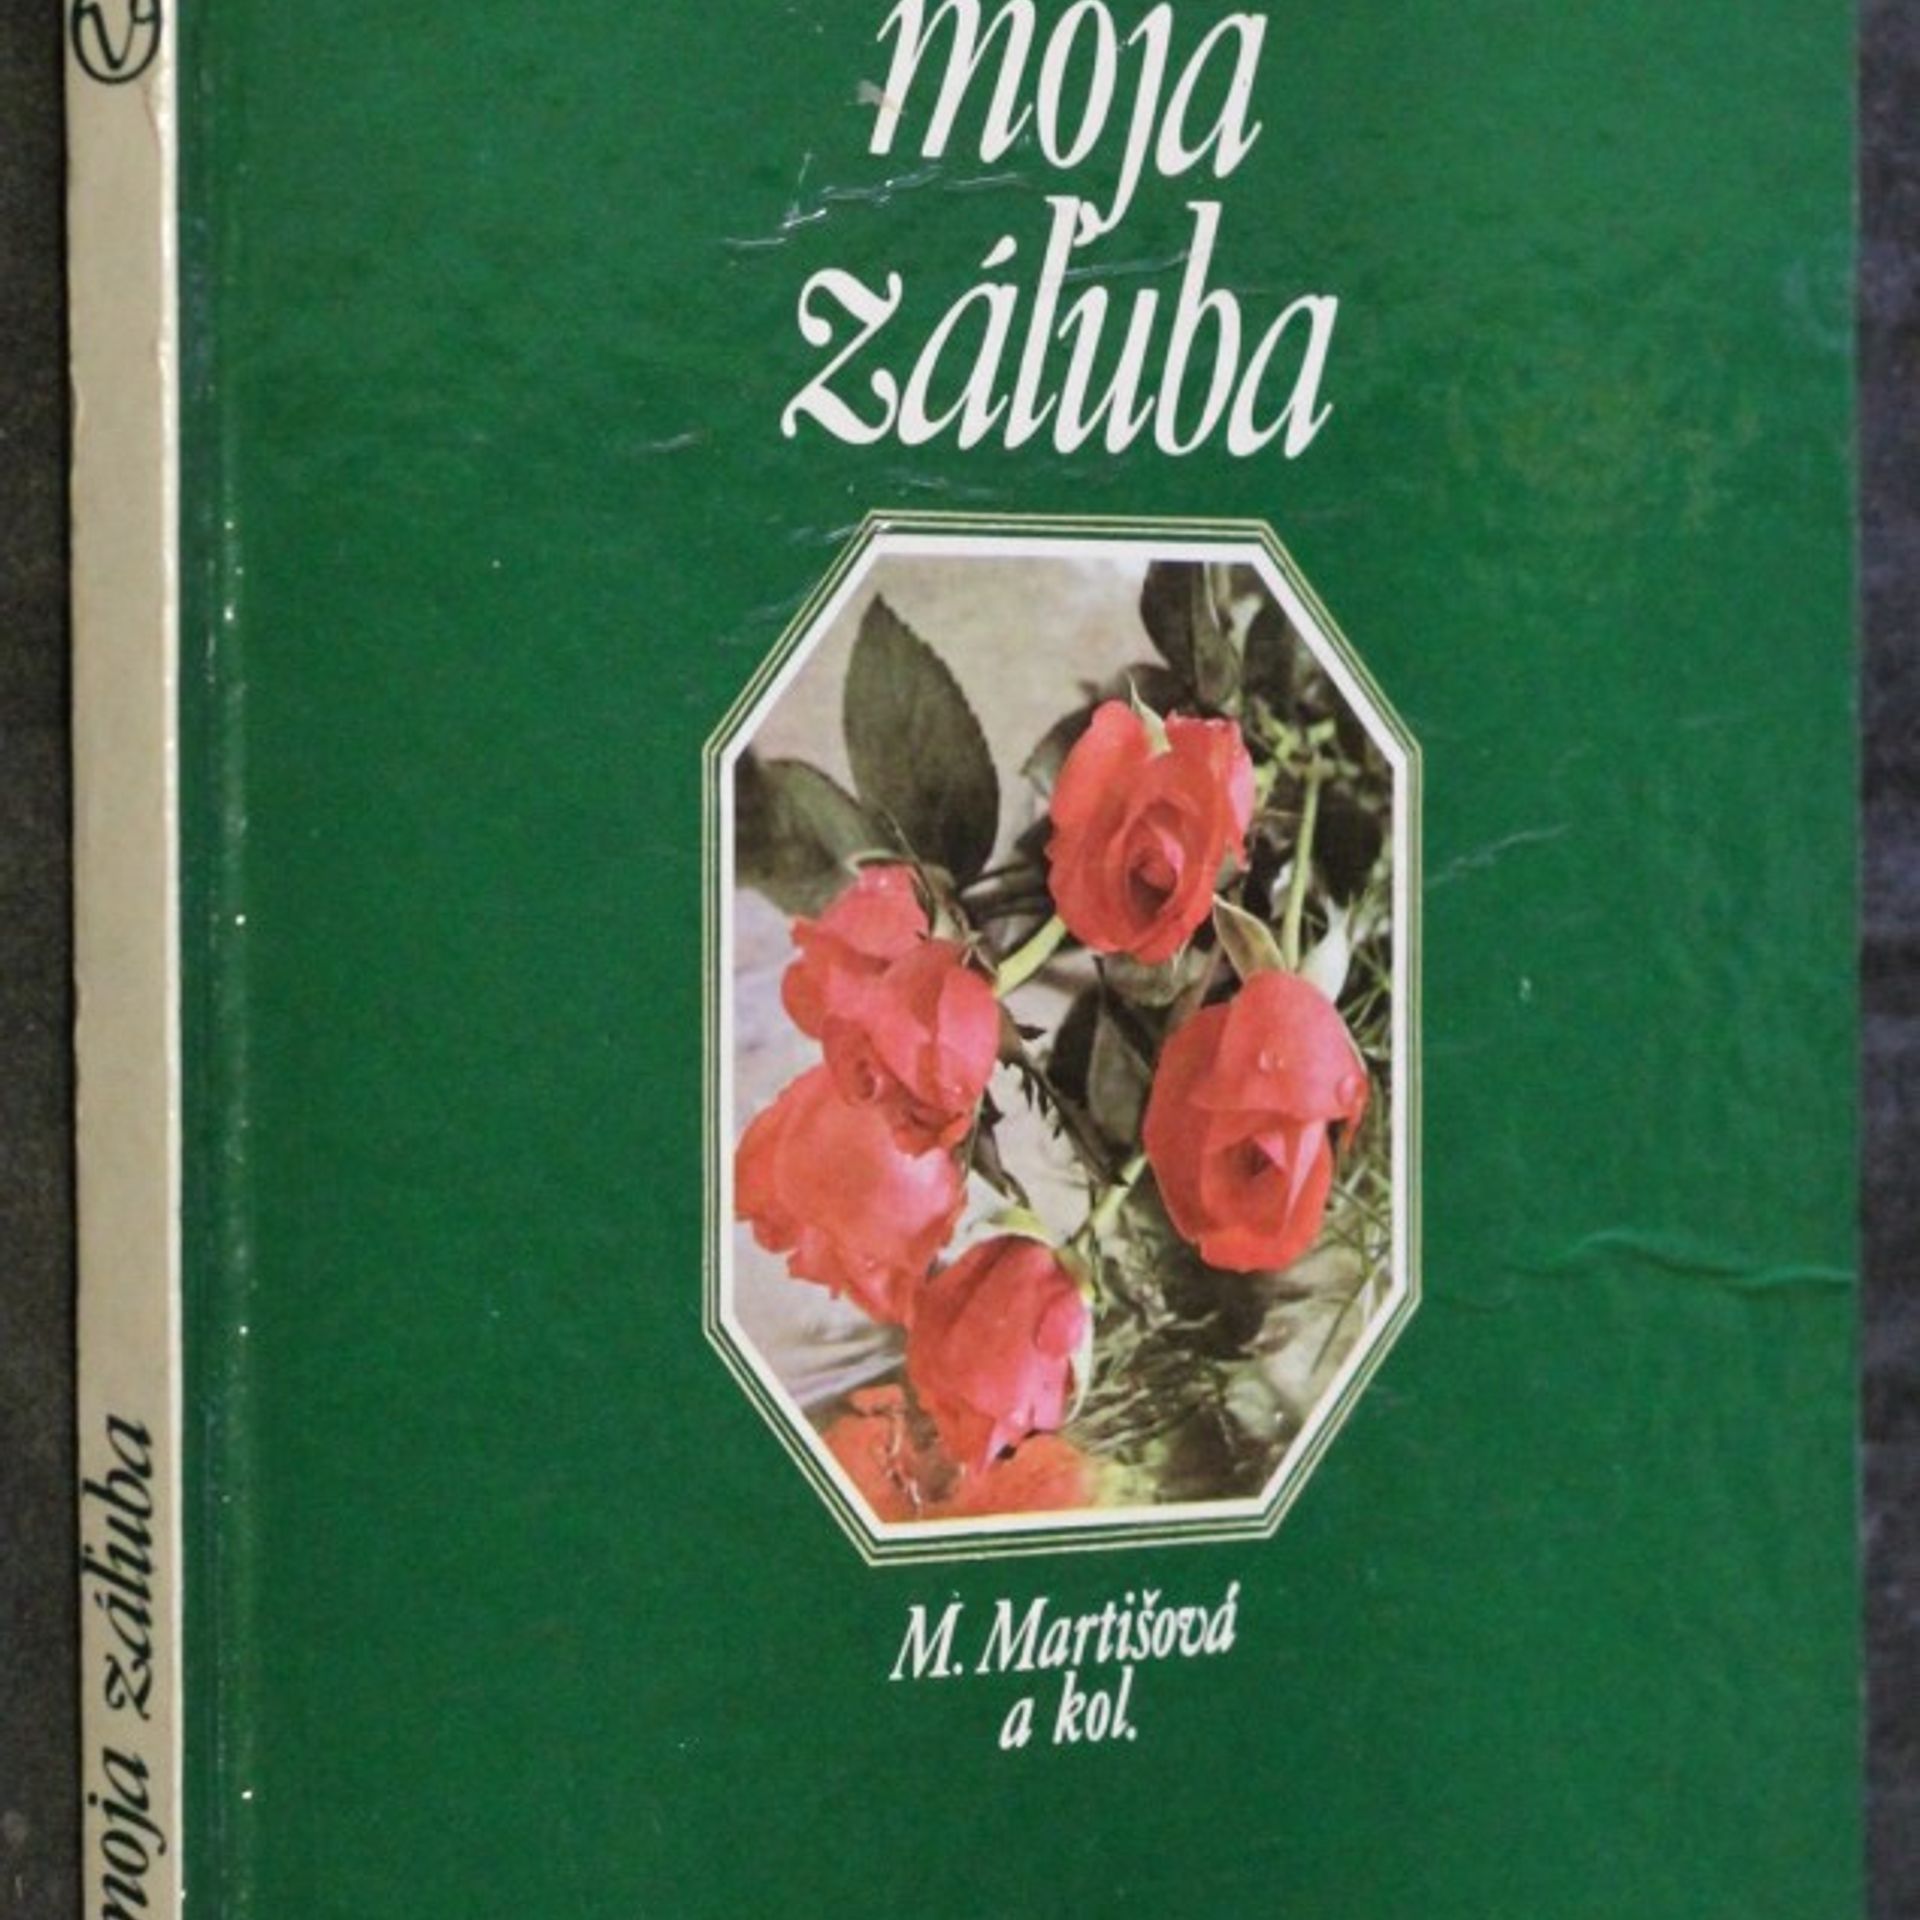 moja
záľuba
M. Martišová
a kol.
moja záľuba